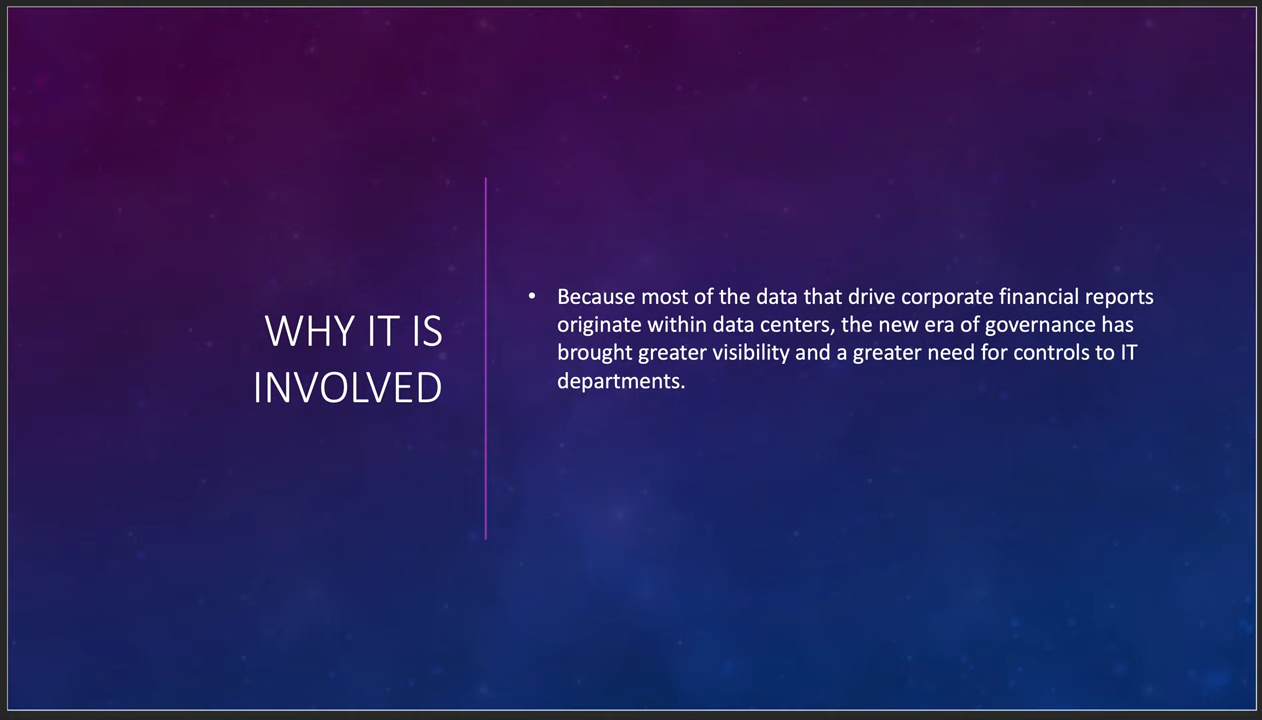 WHY IT IS
INVOLVED
• Because most of the data that drive corporate financial reports
originate within data centers, the new era of governance has
brought greater visibility and a greater need for controls to IT
departments.